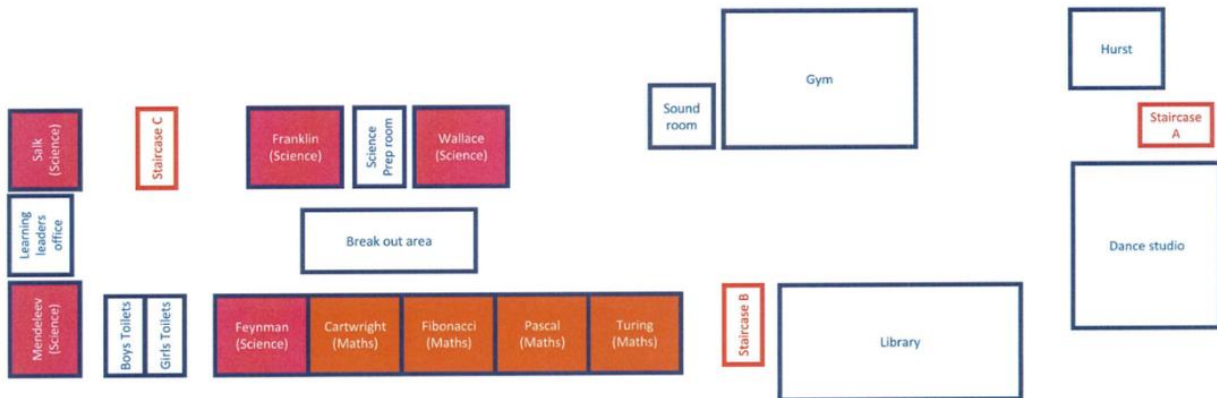 Hurst
Gym
Sound
room
Staircase
A
Salk
(Science)
Staircase C
Franklin
(Science)
Science
Prep room
Wallace
(Science)
Learning
leaders
office
Break out area
Dance studio
Mendeleev
(Science)
Boys Toilets
Girls Toilets
Feynman
(Science)
Cartwright
(Maths)
Fibonacci
(Maths)
Pascal
(Maths)
Turing
(Maths)
Staircase B
Library